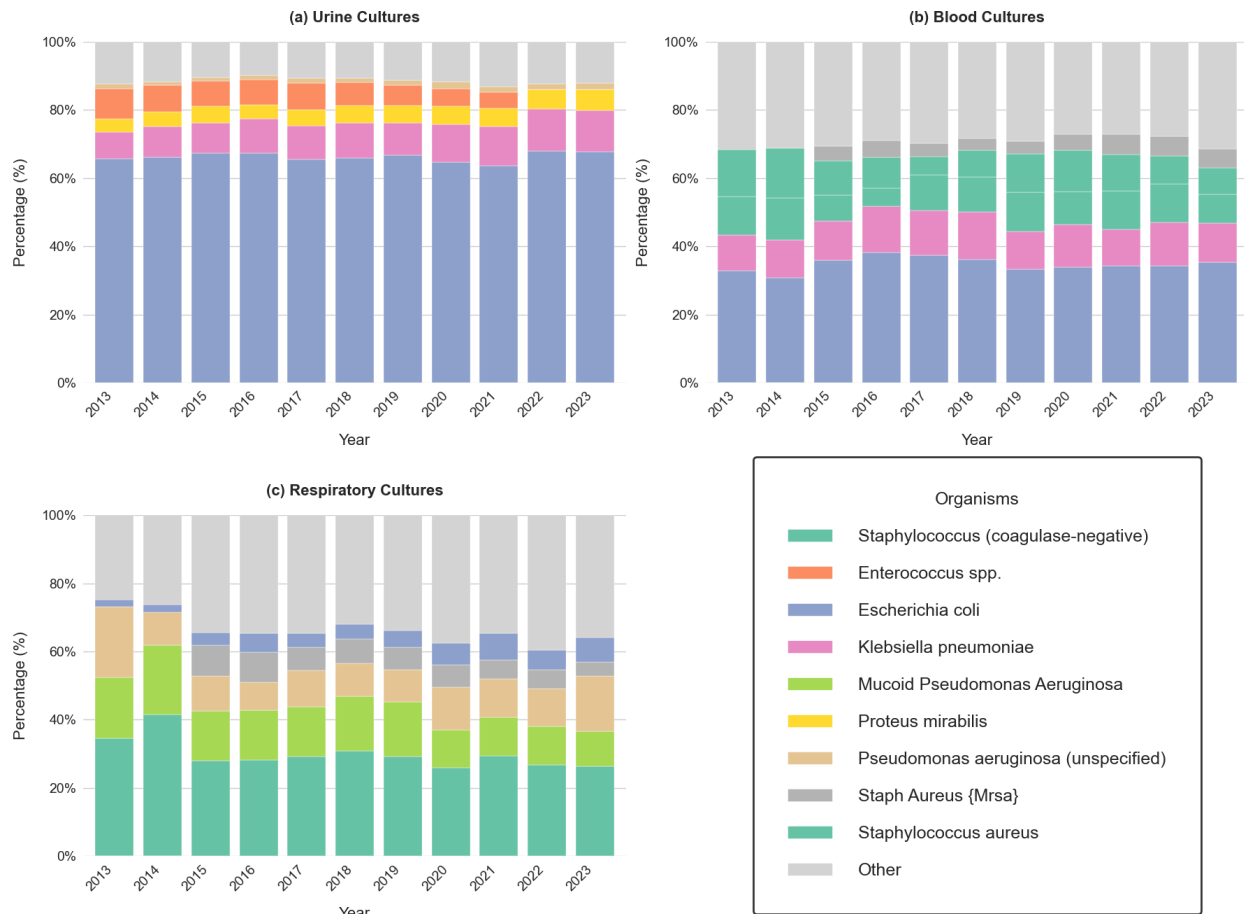 (a) Urine Cultures
100%
80%
60%
40%
20%
0%
Percentage (%)
2013 2014 2015 2016 2017 2018 2019 2020 2021 2022 2023
Year
(b) Blood Cultures
100%
80%
60%
40%
20%
0%
Percentage (%)
2013 2014 2015 2016 2017 2018 2019 2020 2021 2022 2023
Year
(c) Respiratory Cultures
100%
80%
60%
40%
20%
0%
Percentage (%)
2013 2014 2015 2016 2017 2018 2019 2020 2021 2022 2023
Year
Organisms
Staphylococcus (coagulase-negative)
Enterococcus spp.
Escherichia coli
Klebsiella pneumoniae
Mucoid Pseudomonas Aeruginosa
Proteus mirabilis
Pseudomonas aeruginosa (unspecified)
Staph Aureus {Mrsa}
Staphylococcus aureus
Other